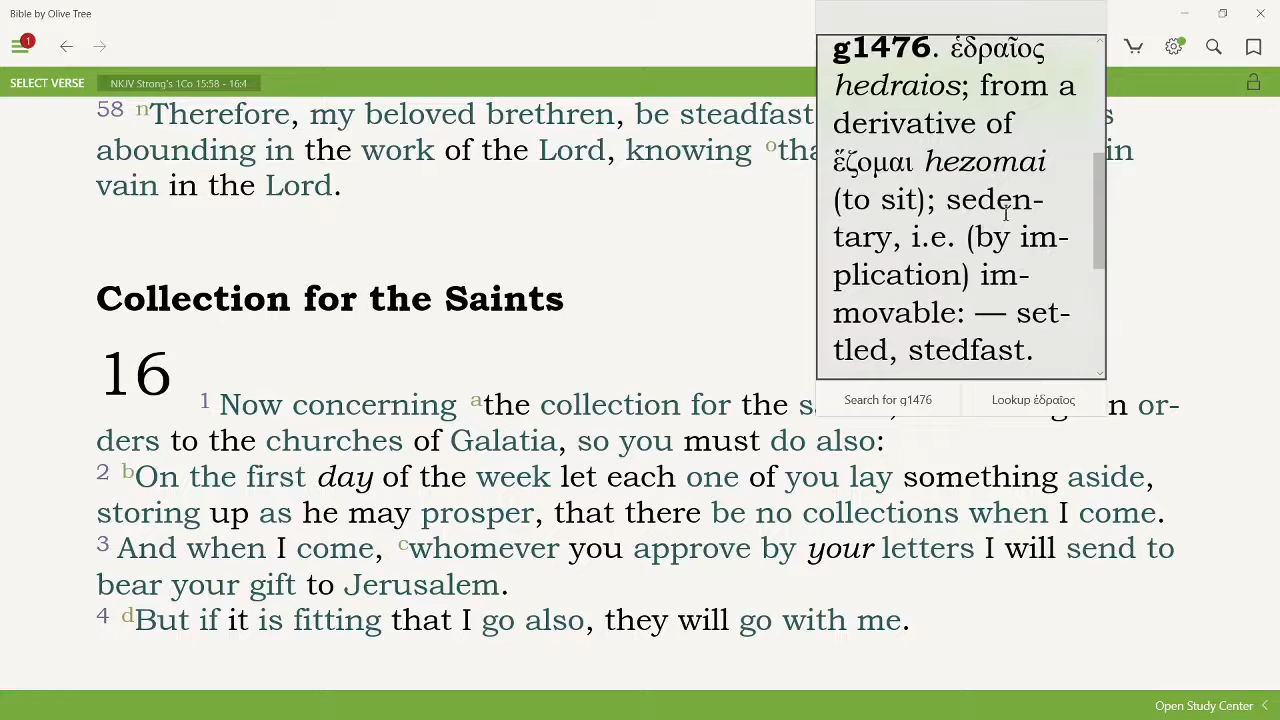 Bible by Olive Tree
1
SELECT VERSE NKJV Strong's 1Co 15:58 - 16:4
58 nTherefore, my beloved brethren, be steadfast
abounding in the work of the Lord, knowing o in
vain in the Lord.
Collection for the Saints
16
1 Now concerning athe collection for the or-
ders to the churches of Galatia, so you must do also:
2 bOn the first day of the week let each one of you lay something aside,
storing up as he may prosper, that there be no collections when I come.
3 And when I come, cwhomever you approve by your letters I will send to
bear your gift to Jerusalem.
4 dBut if it is fitting that I go also, they will go with me.
g1476. ἑδραῖος
hedraios; from a
derivative of
ἕζομαι hezomai
(to sit); seden-
tary, i.e. (by im-
plication) im-
movable: — set-
tled, stedfast.
Search for g1476 Lookup ἑδραῖος
Open Study Center